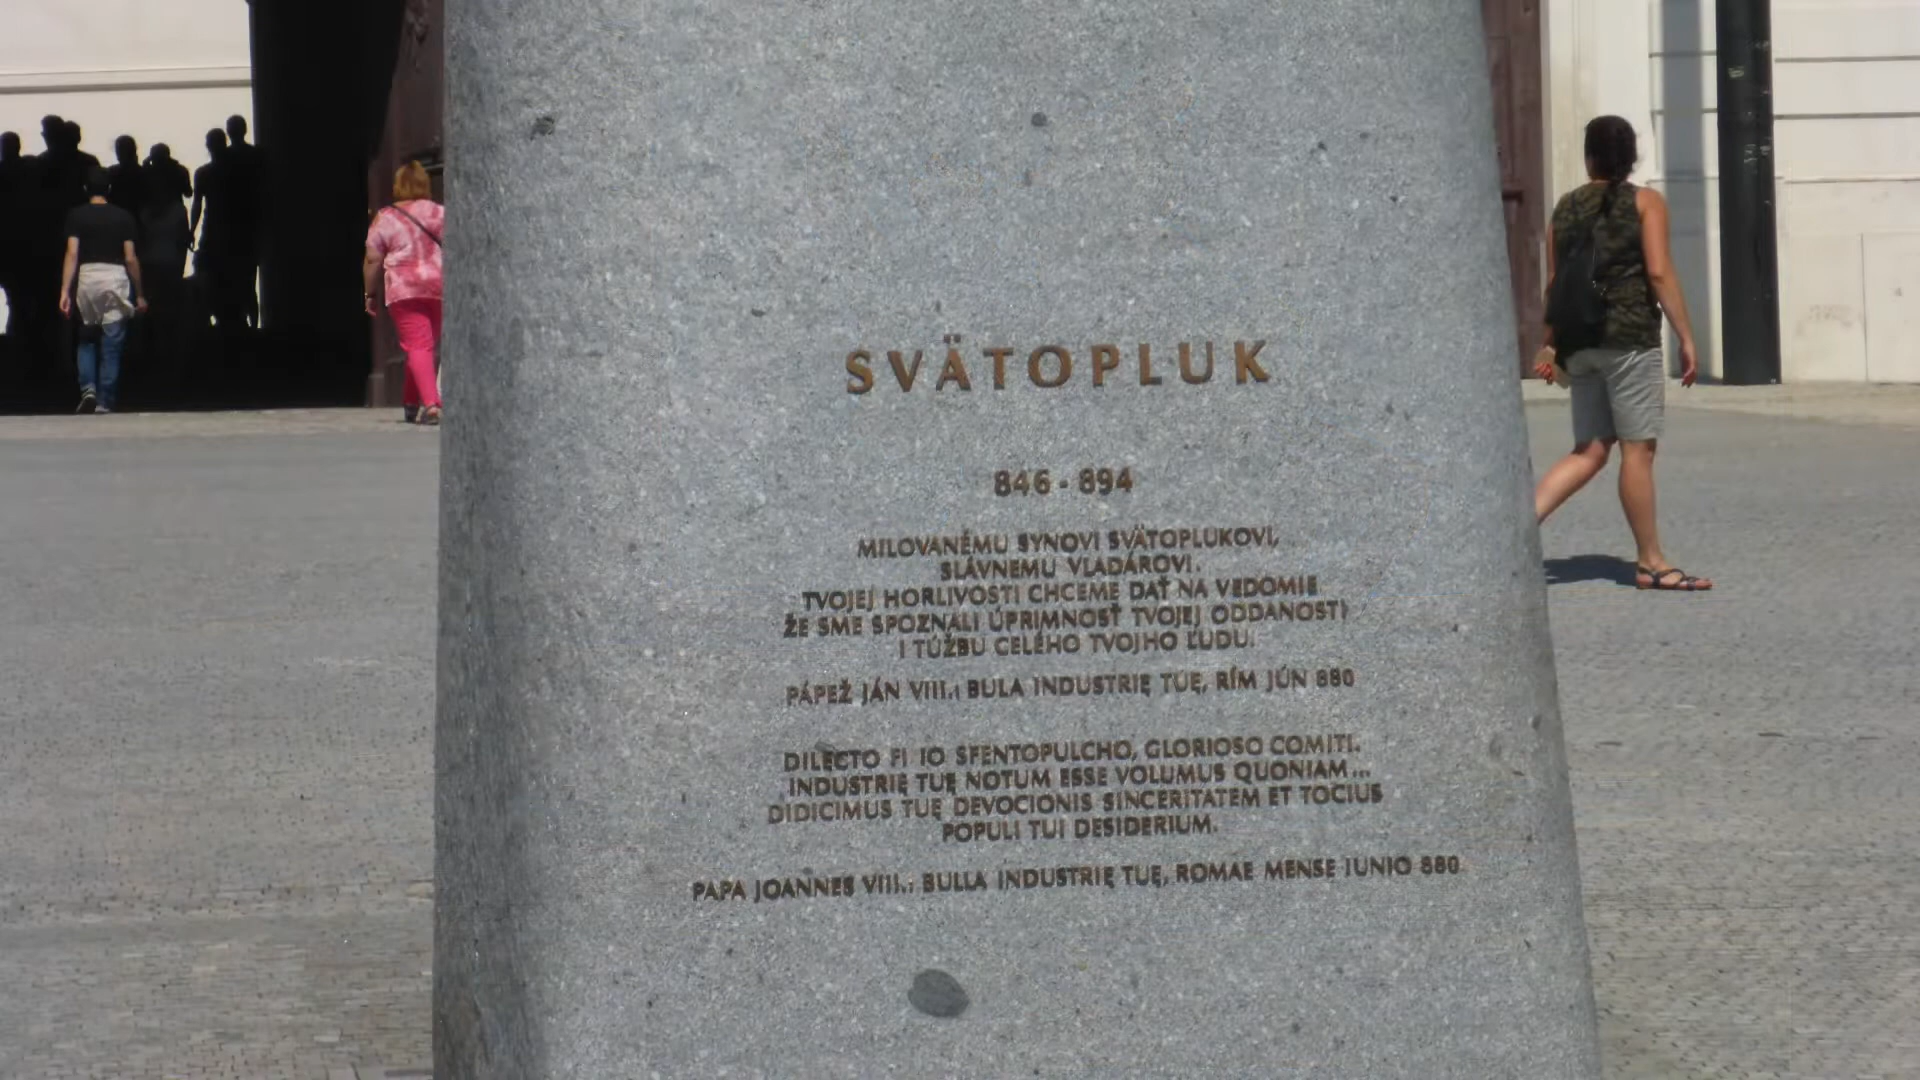 SVÄTOPLUK
846 - 894
MILOVANÉMU SYNOVI SVÄTOPLUKOVI,
SLÁVNEMU VLADÁROVI.
TVOJEJ HORLIVOSTI CHCEME DAŤ NA VEDOMIE
ŽE SME SPOZNALI ÚPRIMNOSŤ TVOJEJ ODDANOSTI
I TÚŽBU CELÉHO TVOJHO ĽUDU.
PÁPEŽ JÁN VIII.: BULA INDUSTRIĘ TUĘ, RÍM JÚN 880
DILECTO FI IO SFENTOPULCHO, GLORIOSO COMITI.
INDUSTRIĘ TUĘ NOTUM ESSE VOLUMUS QUONIAM...
DIDICIMUS TUĘ DEVOCIONIS SINCERITATEM ET TOCIUS
POPULI TUI DESIDERIUM.
PAPA JOANNES VIII.: BULLA INDUSTRIĘ TUĘ, ROMAE MENSE IUNIO 880